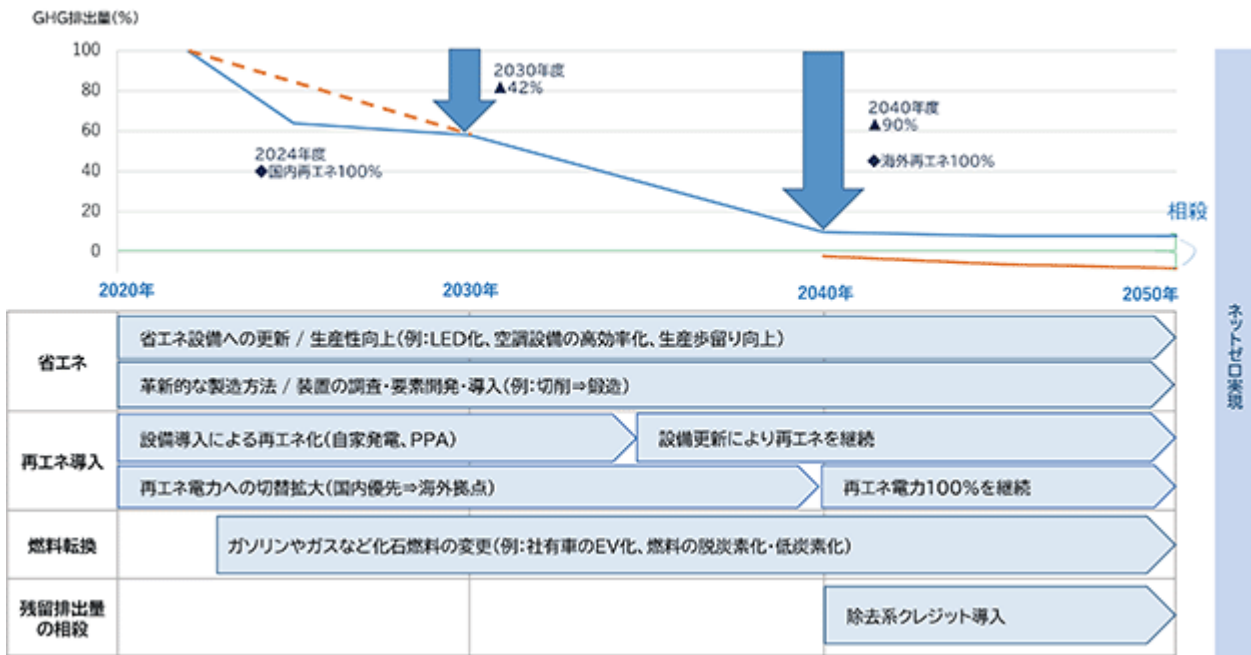 GHG排出量(%)
100
80
60
40
20
0
2030年度
▲42%
2024年度
◆国内再エネ100%
2040年度
▲90%
◆海外再エネ100%
相殺
2020年
2030年
2040年
2050年
ネットゼロ実現
省エネ
省エネ設備への更新 / 生産性向上(例:LED化、空調設備の高効率化、生産歩留り向上)
革新的な製造方法 / 装置の調査・要素開発・導入(例:切削⇒鍛造)
再エネ導入
設備導入による再エネ化(自家発電、PPA)
設備更新により再エネを継続
再エネ電力への切替拡大(国内優先⇒海外拠点)
再エネ電力100%を継続
燃料転換
ガソリンやガスなど化石燃料の変更(例:社有車のEV化、燃料の脱炭素化・低炭素化)
残留排出量
の相殺
除去系クレジット導入